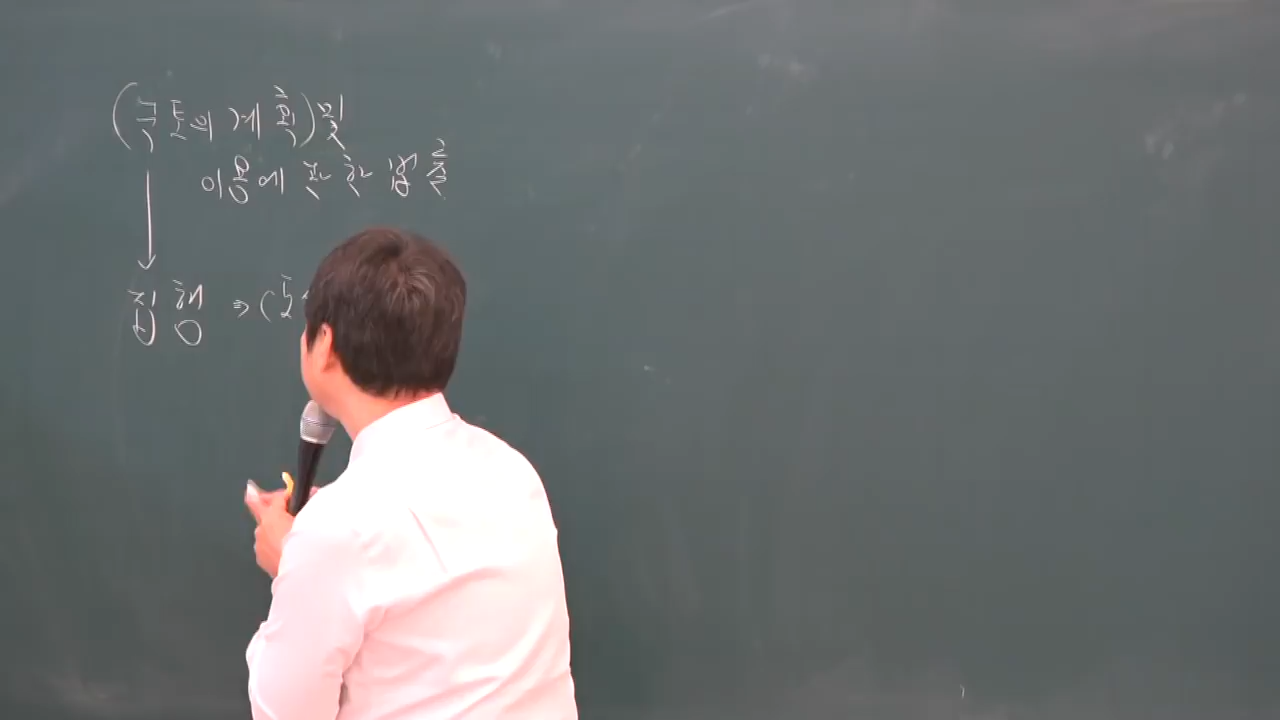 (국토의 계획) 및
이용에 관한 법률
↓
집행 ⇒ (